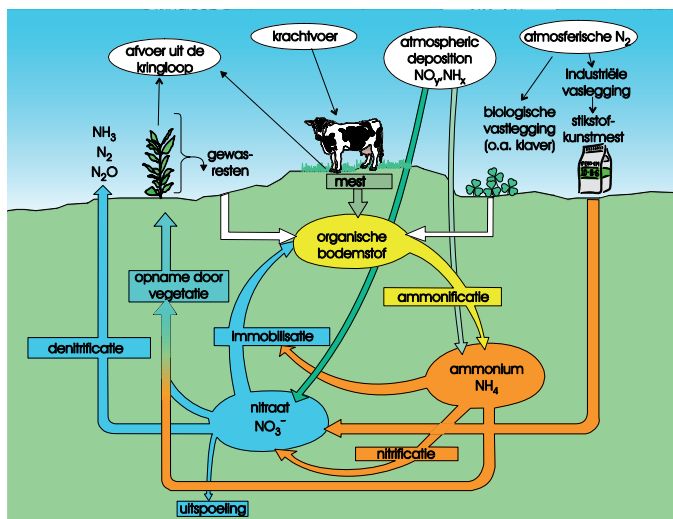 afvoer uit de
kringloop
krachtvoer
atmospheric
deposition
NOy,NHx
atmosferische N2
industriële
vaslegging
biologische
vastlegging
(o.a. klaver)
stikstof-
kunstmest
NH3
N2
N2O
gewas-
resten
mest
organische
bodemstof
opname door
vegetatie
ammonificatie
immobilisatie
denitrificatie
ammonium
NH4
nitraat
NO3-
nitrificatie
uitspoeling